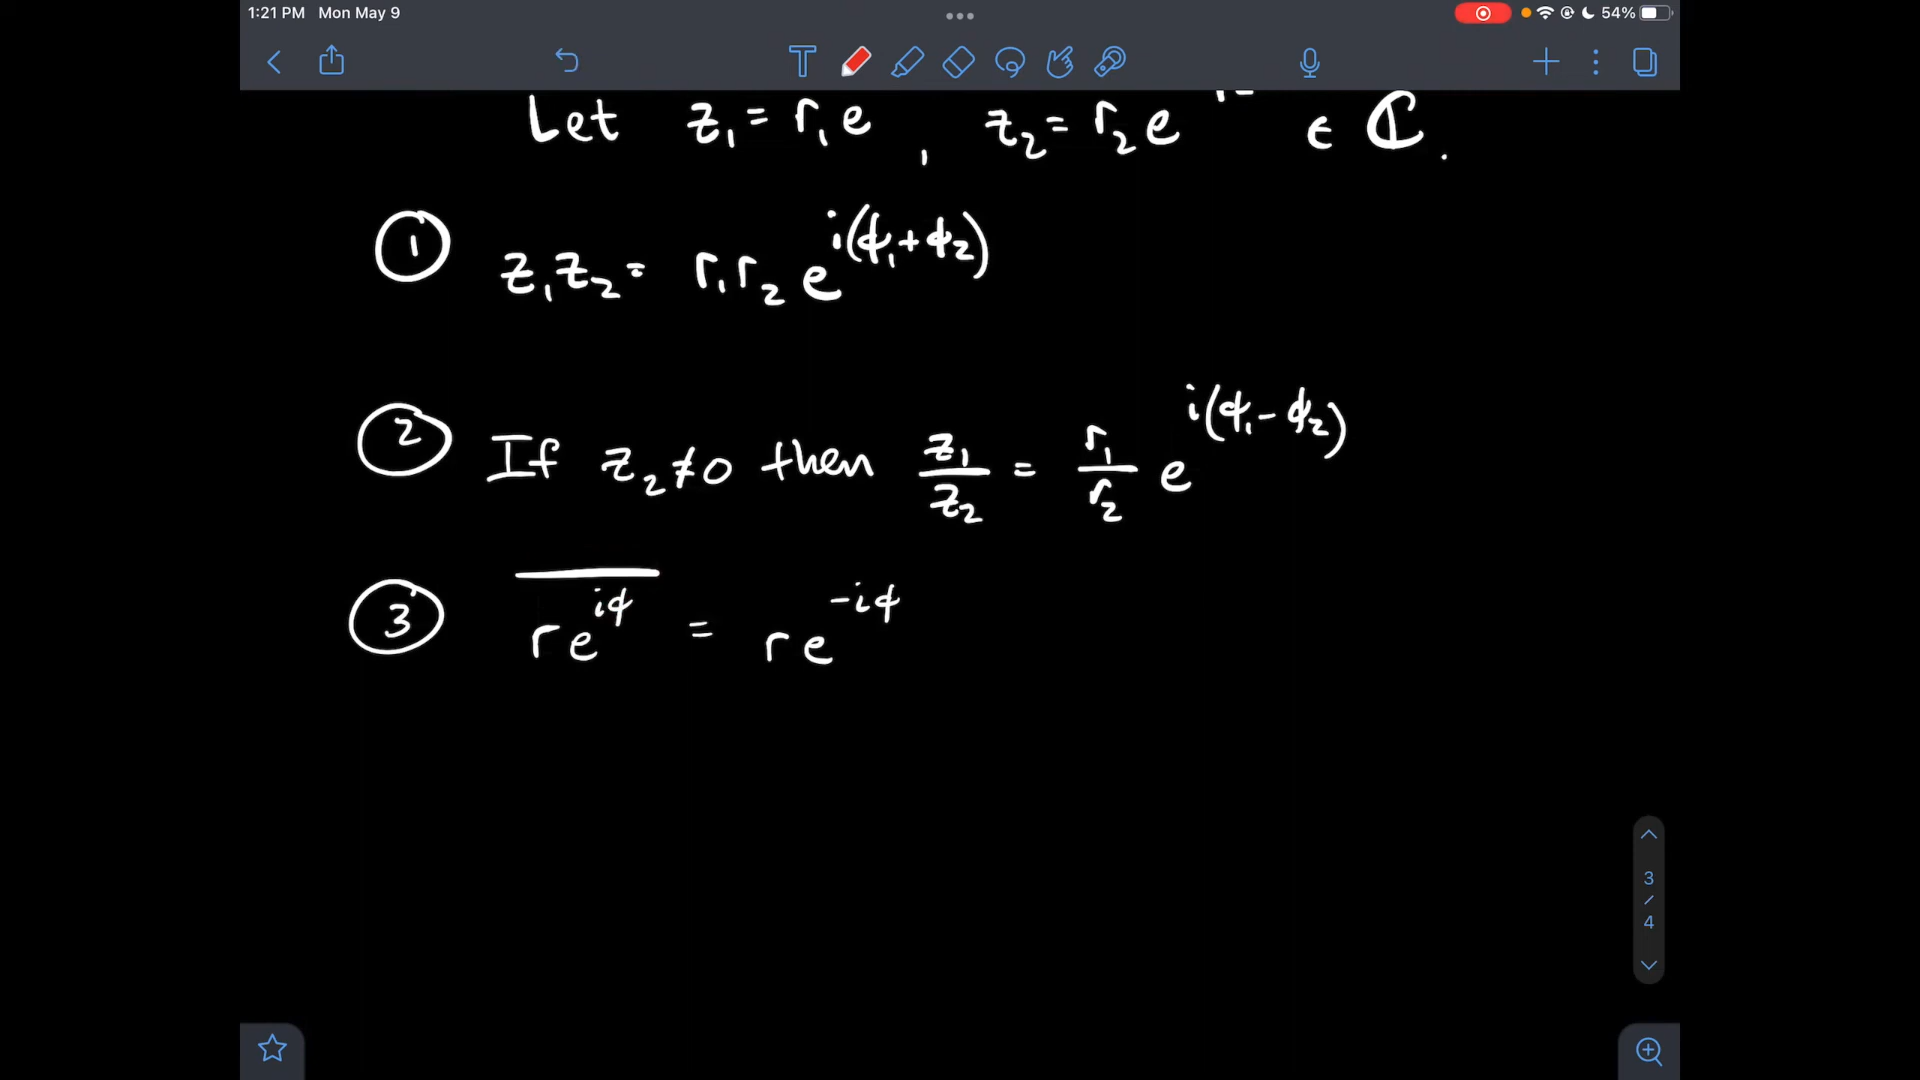 1:21 PM Mon May 9
54%
T
Let z₁ = r₁e , z₂ = r₂e ∈ ℂ.
① z₁z₂ = r₁r₂ e^{i(φ₁+φ₂)}
② If z₂ ≠ 0 then z₁/z₂ = r₁/r₂ e^{i(φ₁-φ₂)}
③ \overline{re^{iφ}} = re^{-iφ}
3
/
4